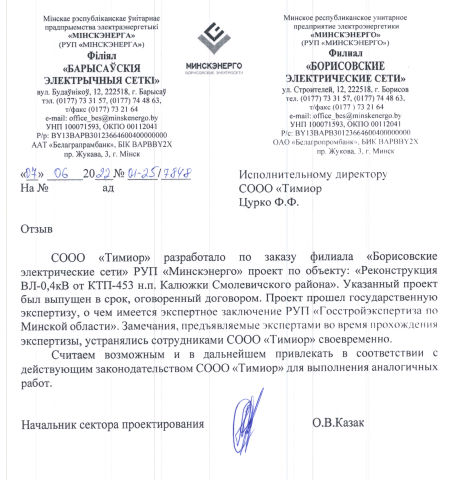 Мінскае рэспубліканскае ўнітарнае
прадпрыемства электраэнергетыкі
«МІНСКЭНЕРГА»
(РУП «МІНСКЭНЕРГА»)
Філіял
«БАРЫСАЎСКІЯ
ЭЛЕКТРЫЧНЫЯ СЕТКІ»
вул. Будаўнікоў, 12, 222518, г. Барысаў
тэл. (0177) 73 31 57, (0177) 74 48 63,
т/факс (0177) 73 21 64
e-mail: office_bes@minskenergo.by
УНП 100071593, ОКПО 00112041
Р/р: BY13BAPB30123664600400000000
ААТ «Белаграпрамбанк», БІК BAPBBY2X
пр. Жукава, 3, г. Мінск
МИНСКЭНЕРГО
БОРИСОВСКИЕ ЭЛЕКТРОСЕТИ
Минское республиканское унитарное
предприятие электроэнергетики
«МИНСКЭНЕРГО»
(РУП «МИНСКЭНЕРГО»)
Филиал
«БОРИСОВСКИЕ
ЭЛЕКТРИЧЕСКИЕ СЕТИ»
ул. Строителей, 12, 222518, г. Борисов
тел. (0177) 73 31 57, (0177) 74 48 63,
т/факс (0177) 73 21 64
e-mail: office_bes@minskenergo.by
УНП 100071593, ОКПО 00112041
Р/с: BY13BAPB30123664600400000000
ОАО «Белагропромбанк», БИК BAPBBY2X
пр. Жукова, 3, г. Минск
«07» 06 2022 № 01-25/7848
На № ад
Исполнительному директору
СООО «Тимиор
Цурко Ф.Ф.
Отзыв
СООО «Тимиор» разработало по заказу филиала «Борисовские
электрические сети» РУП «Минскэнерго» проект по объекту: «Реконструкция
ВЛ-0,4кВ от КТП-453 н.п. Калюжки Смолевичского района». Указанный проект
был выпущен в срок, оговоренный договором. Проект прошел государственную
экспертизу, о чем имеется экспертное заключение РУП «Госстройэкспертиза по
Минской области». Замечания, предъявляемые экспертами во время прохождения
экспертизы, устранялись сотрудниками СООО «Тимиор» своевременно.
Считаем возможным и в дальнейшем привлекать в соответствии с
действующим законодательством СООО «Тимиор» для выполнения аналогичных
работ.
Начальник сектора проектирования О.В.Казак